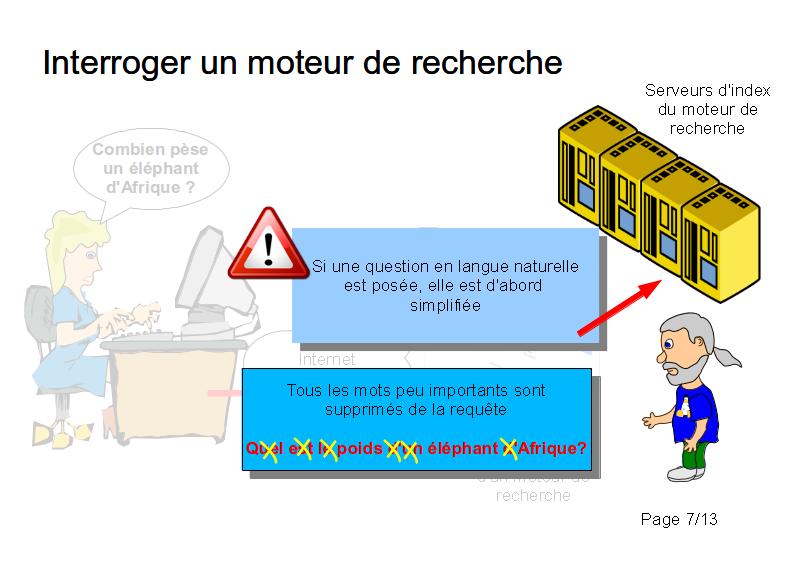 Interroger un moteur de recherche
Serveurs d'index
du moteur de
recherche
Combien pèse
un éléphant
d'Afrique ?
Si une question en langue naturelle
est posée, elle est d'abord
simplifiée
Internet
Tous les mots peu importants sont
supprimés de la requête
Quel est le poids d'un éléphant d'Afrique?
d'un moteur de
recherche
Page 7/13